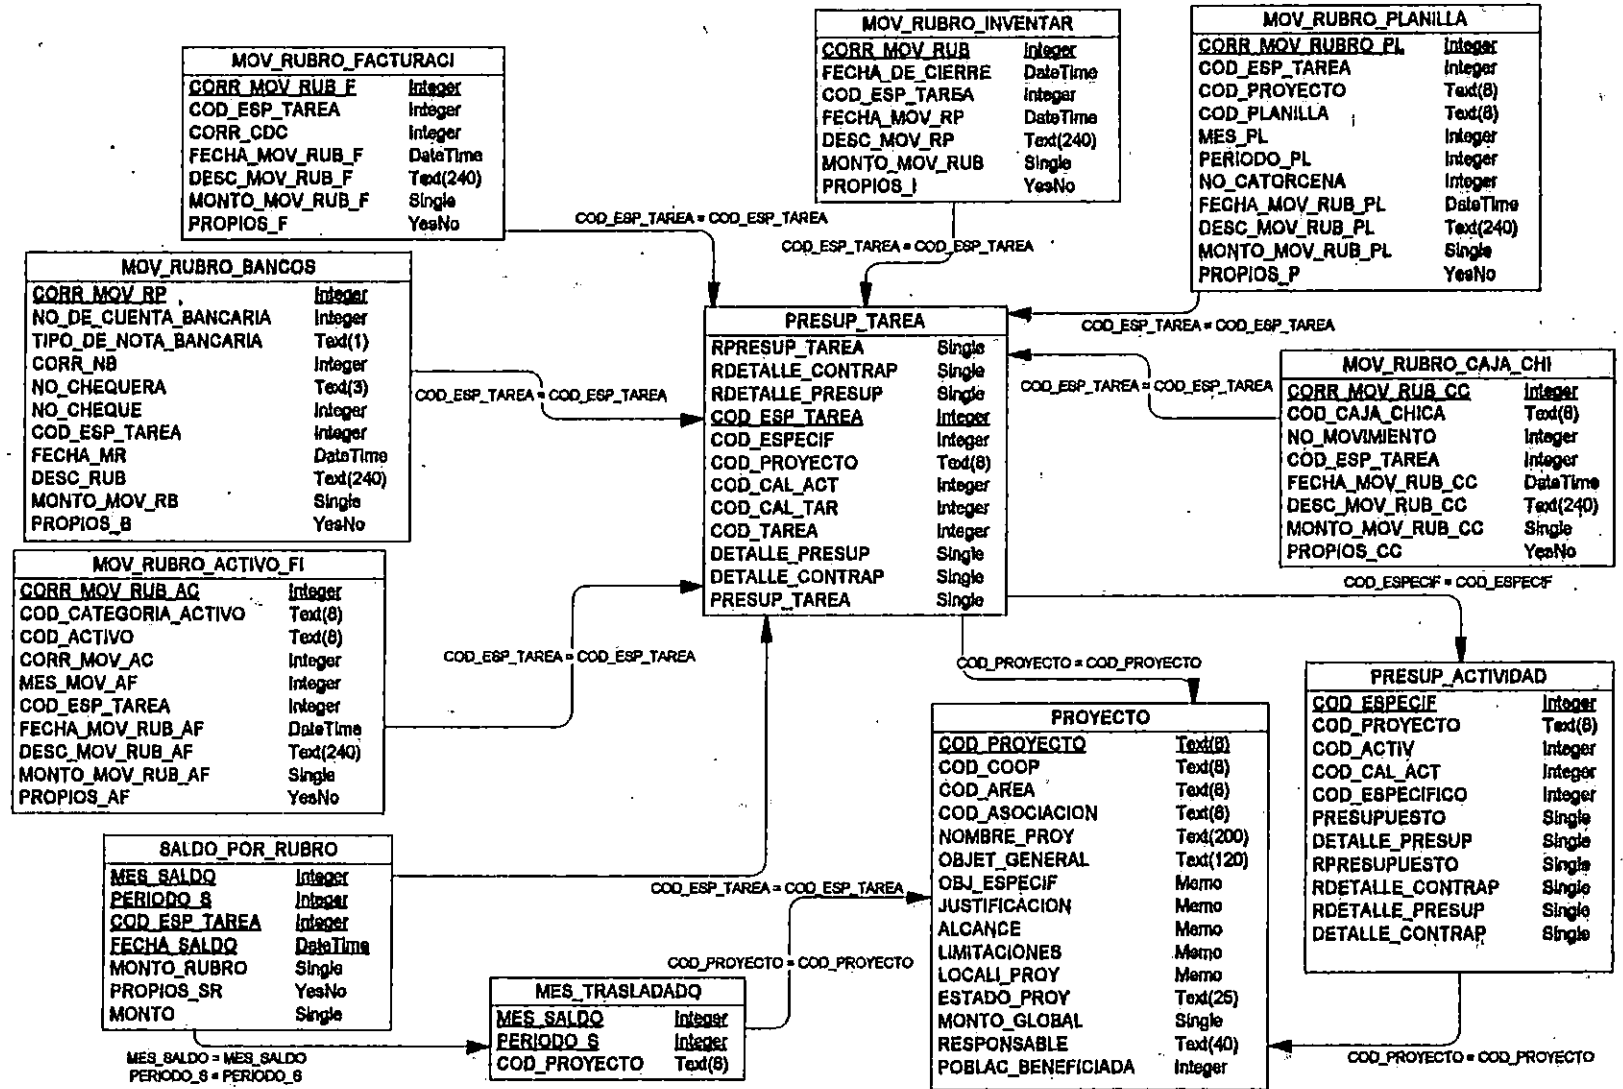 MOV_RUBRO_FACTURACI
CORR_MOV_RUB_F Integer
COD_ESP_TAREA Integer
CORR_CDC Integer
FECHA_MOV_RUB_F DateTime
DESC_MOV_RUB_F Text(240)
MONTO_MOV_RUB_F Single
PROPIOS_F YesNo
MOV_RUBRO_INVENTAR
CORR_MOV_RUB Integer
FECHA_DE_CIERRE DateTime
COD_ESP_TAREA Integer
FECHA_MOV_RP DateTime
DESC_MOV_RP Text(240)
MONTO_MOV_RUB Single
PROPIOS_I YesNo
MOV_RUBRO_PLANILLA
CORR_MOV_RUBRO_PL Integer
COD_ESP_TAREA Integer
COD_PROYECTO Text(8)
COD_PLANILLA Text(8)
MES_PL Integer
PERIODO_PL Integer
NO_CATORCENA Integer
FECHA_MOV_RUB_PL DateTime
DESC_MOV_RUB_PL Text(240)
MONTO_MOV_RUB_PL Single
PROPIOS_P YesNo
COD_ESP_TAREA = COD_ESP_TAREA
COD_ESP_TAREA = COD_ESP_TAREA
COD_ESP_TAREA = COD_ESP_TAREA
MOV_RUBRO_BANCOS
CORR_MOV_RP Integer
NO_DE_CUENTA_BANCARIA Integer
TIPO_DE_NOTA_BANCARIA Text(1)
CORR_NB Integer
NO_CHEQUERA Text(3)
NO_CHEQUE Integer
COD_ESP_TAREA Integer
FECHA_MR DateTime
DESC_RUB Text(240)
MONTO_MOV_RB Single
PROPIOS_B YesNo
COD_ESP_TAREA = COD_ESP_TAREA
PRESUP_TAREA
RPRESUP_TAREA Single
RDETALLE_CONTRAP Single
RDETALLE_PRESUP Single
COD_ESP_TAREA Integer
COD_ESPECIF Integer
COD_PROYECTO Text(8)
COD_CAL_ACT Integer
COD_CAL_TAR Integer
COD_TAREA Integer
DETALLE_PRESUP Single
DETALLE_CONTRAP Single
PRESUP_TAREA Single
COD_ESP_TAREA = COD_ESP_TAREA
MOV_RUBRO_CAJA_CHI
CORR_MOV_RUB_CC Integer
COD_CAJA_CHICA Text(8)
NO_MOVIMIENTO Integer
COD_ESP_TAREA Integer
FECHA_MOV_RUB_CC DateTime
DESC_MOV_RUB_CC Text(240)
MONTO_MOV_RUB_CC Single
PROPIOS_CC YesNo
COD_ESPECIF = COD_ESPECIF
MOV_RUBRO_ACTIVO_FI
CORR_MOV_RUB_AC Integer
COD_CATEGORIA_ACTIVO Text(8)
COD_ACTIVO Text(8)
CORR_MOV_AC Integer
MES_MOV_AF Integer
COD_ESP_TAREA Integer
FECHA_MOV_RUB_AF DateTime
DESC_MOV_RUB_AF Text(240)
MONTO_MOV_RUB_AF Single
PROPIOS_AF YesNo
COD_ESP_TAREA = COD_ESP_TAREA
COD_PROYECTO = COD_PROYECTO
PROYECTO
COD_PROYECTO Text(8)
COD_COOP Text(8)
COD_AREA Text(8)
COD_ASOCIACION Text(8)
NOMBRE_PROY Text(200)
OBJET_GENERAL Text(120)
OBJ_ESPECIF Memo
JUSTIFICACION Memo
ALCANCE Memo
LIMITACIONES Memo
LOCALI_PROY Memo
ESTADO_PROY Text(25)
MONTO_GLOBAL Single
RESPONSABLE Text(40)
POBLAC_BENEFICIADA Integer
PRESUP_ACTIVIDAD
COD_ESPECIF Integer
COD_PROYECTO Text(8)
COD_ACTIV Integer
COD_CAL_ACT Integer
COD_ESPECIFICO Integer
PRESUPUESTO Single
DETALLE_PRESUP Single
RPRESUPUESTO Single
RDETALLE_CONTRAP Single
RDETALLE_PRESUP Single
DETALLE_CONTRAP Single
SALDO_POR_RUBRO
MES_SALDO Integer
PERIODO_S Integer
COD_ESP_TAREA Integer
FECHA_SALDO DateTime
MONTO_RUBRO Single
PROPIOS_SR YesNo
MONTO Single
COD_ESP_TAREA = COD_ESP_TAREA
COD_PROYECTO = COD_PROYECTO
MES_TRASLADADO
MES_SALDO Integer
PERIODO_S Integer
COD_PROYECTO Text(8)
MES_SALDO = MES_SALDO
PERIODO_S = PERIODO_S
COD_PROYECTO = COD_PROYECTO